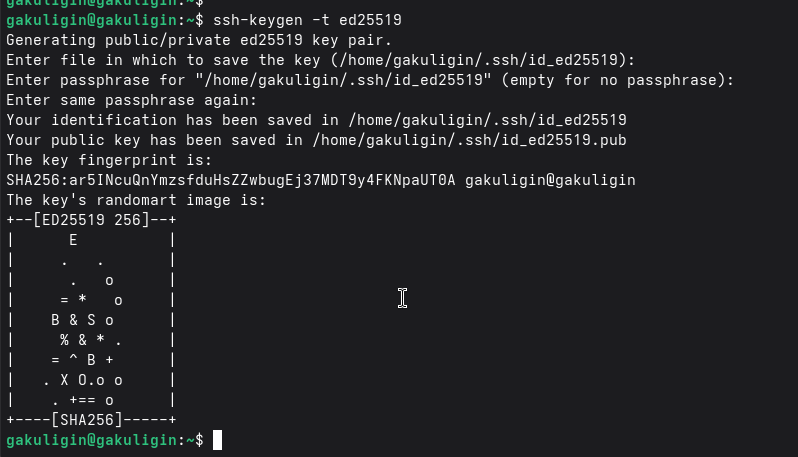 gakuligin@gakuligin:~$ ssh-keygen -t ed25519
Generating public/private ed25519 key pair.
Enter file in which to save the key (/home/gakuligin/.ssh/id_ed25519):
Enter passphrase for "/home/gakuligin/.ssh/id_ed25519" (empty for no passphrase):
Enter same passphrase again:
Your identification has been saved in /home/gakuligin/.ssh/id_ed25519
Your public key has been saved in /home/gakuligin/.ssh/id_ed25519.pub
The key fingerprint is:
SHA256:ar5INcuQnYmzsfduHsZZwbugEj37MDT9y4FKNpaUT0A gakuligin@gakuligin
The key's randomart image is:
+--[ED25519 256]--+
|      E          |
|     .   .       |
|      .   o      |
|     = *   o     |
|    B & S o      |
|     % & * .     |
|    = ^ B +      |
|   . X O.o o     |
|    . +== o      |
+----[SHA256]-----+
gakuligin@gakuligin:~$